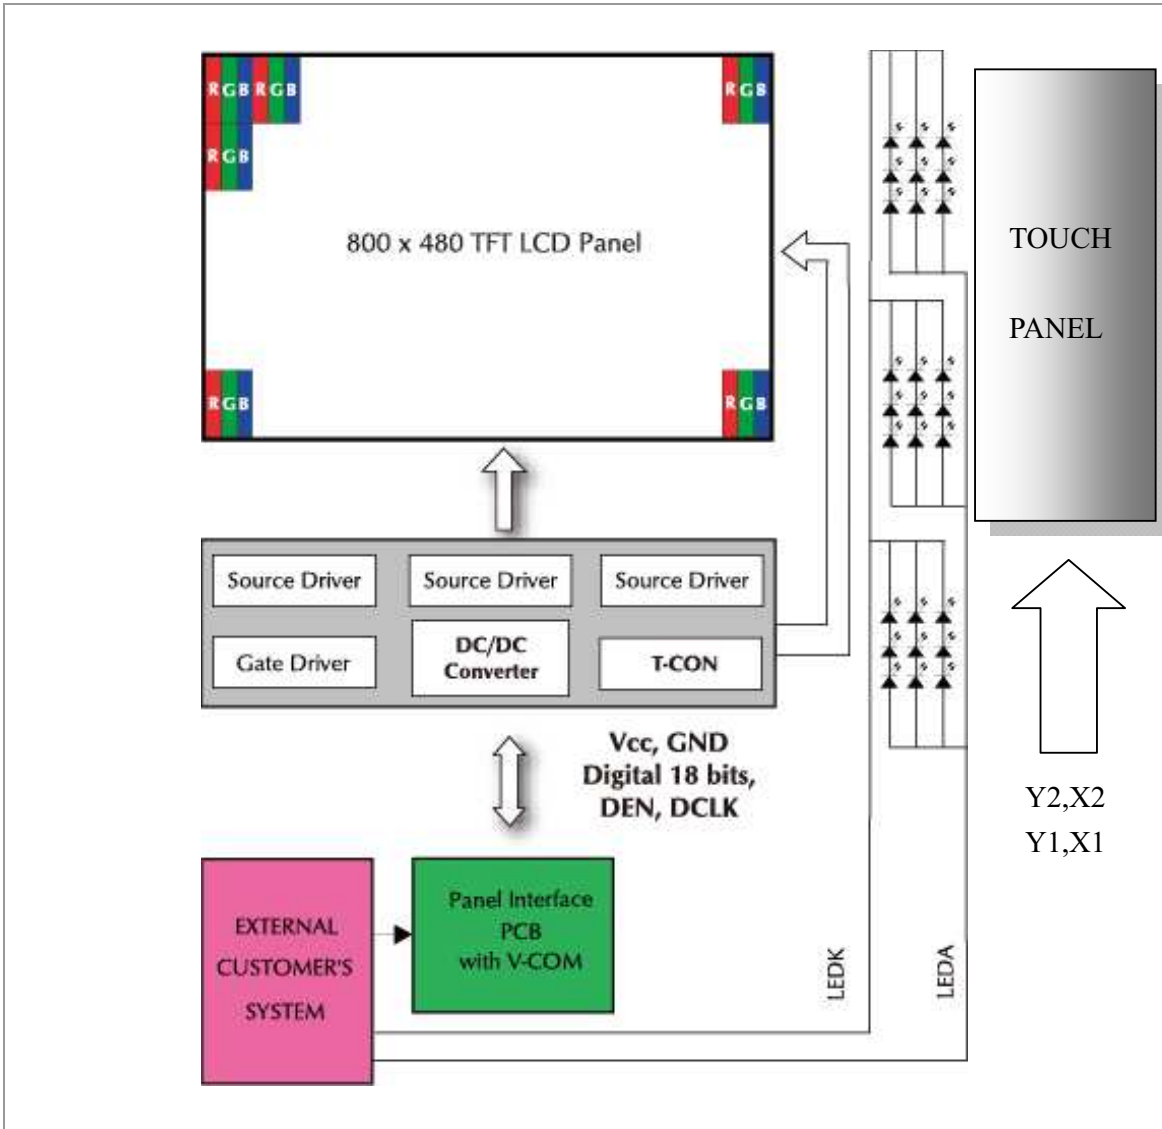 RGBRGB
RGB
RGB
800 x 480 TFT LCD Panel
RGB
RGB
TOUCH
PANEL
Source Driver
Source Driver
Source Driver
Gate Driver
DC/DC
Converter
T-CON
Vcc, GND
Digital 18 bits,
DEN, DCLK
Y2,X2
Y1,X1
EXTERNAL
CUSTOMER'S
SYSTEM
Panel Interface
PCB
with V-COM
LEDK
LEDA